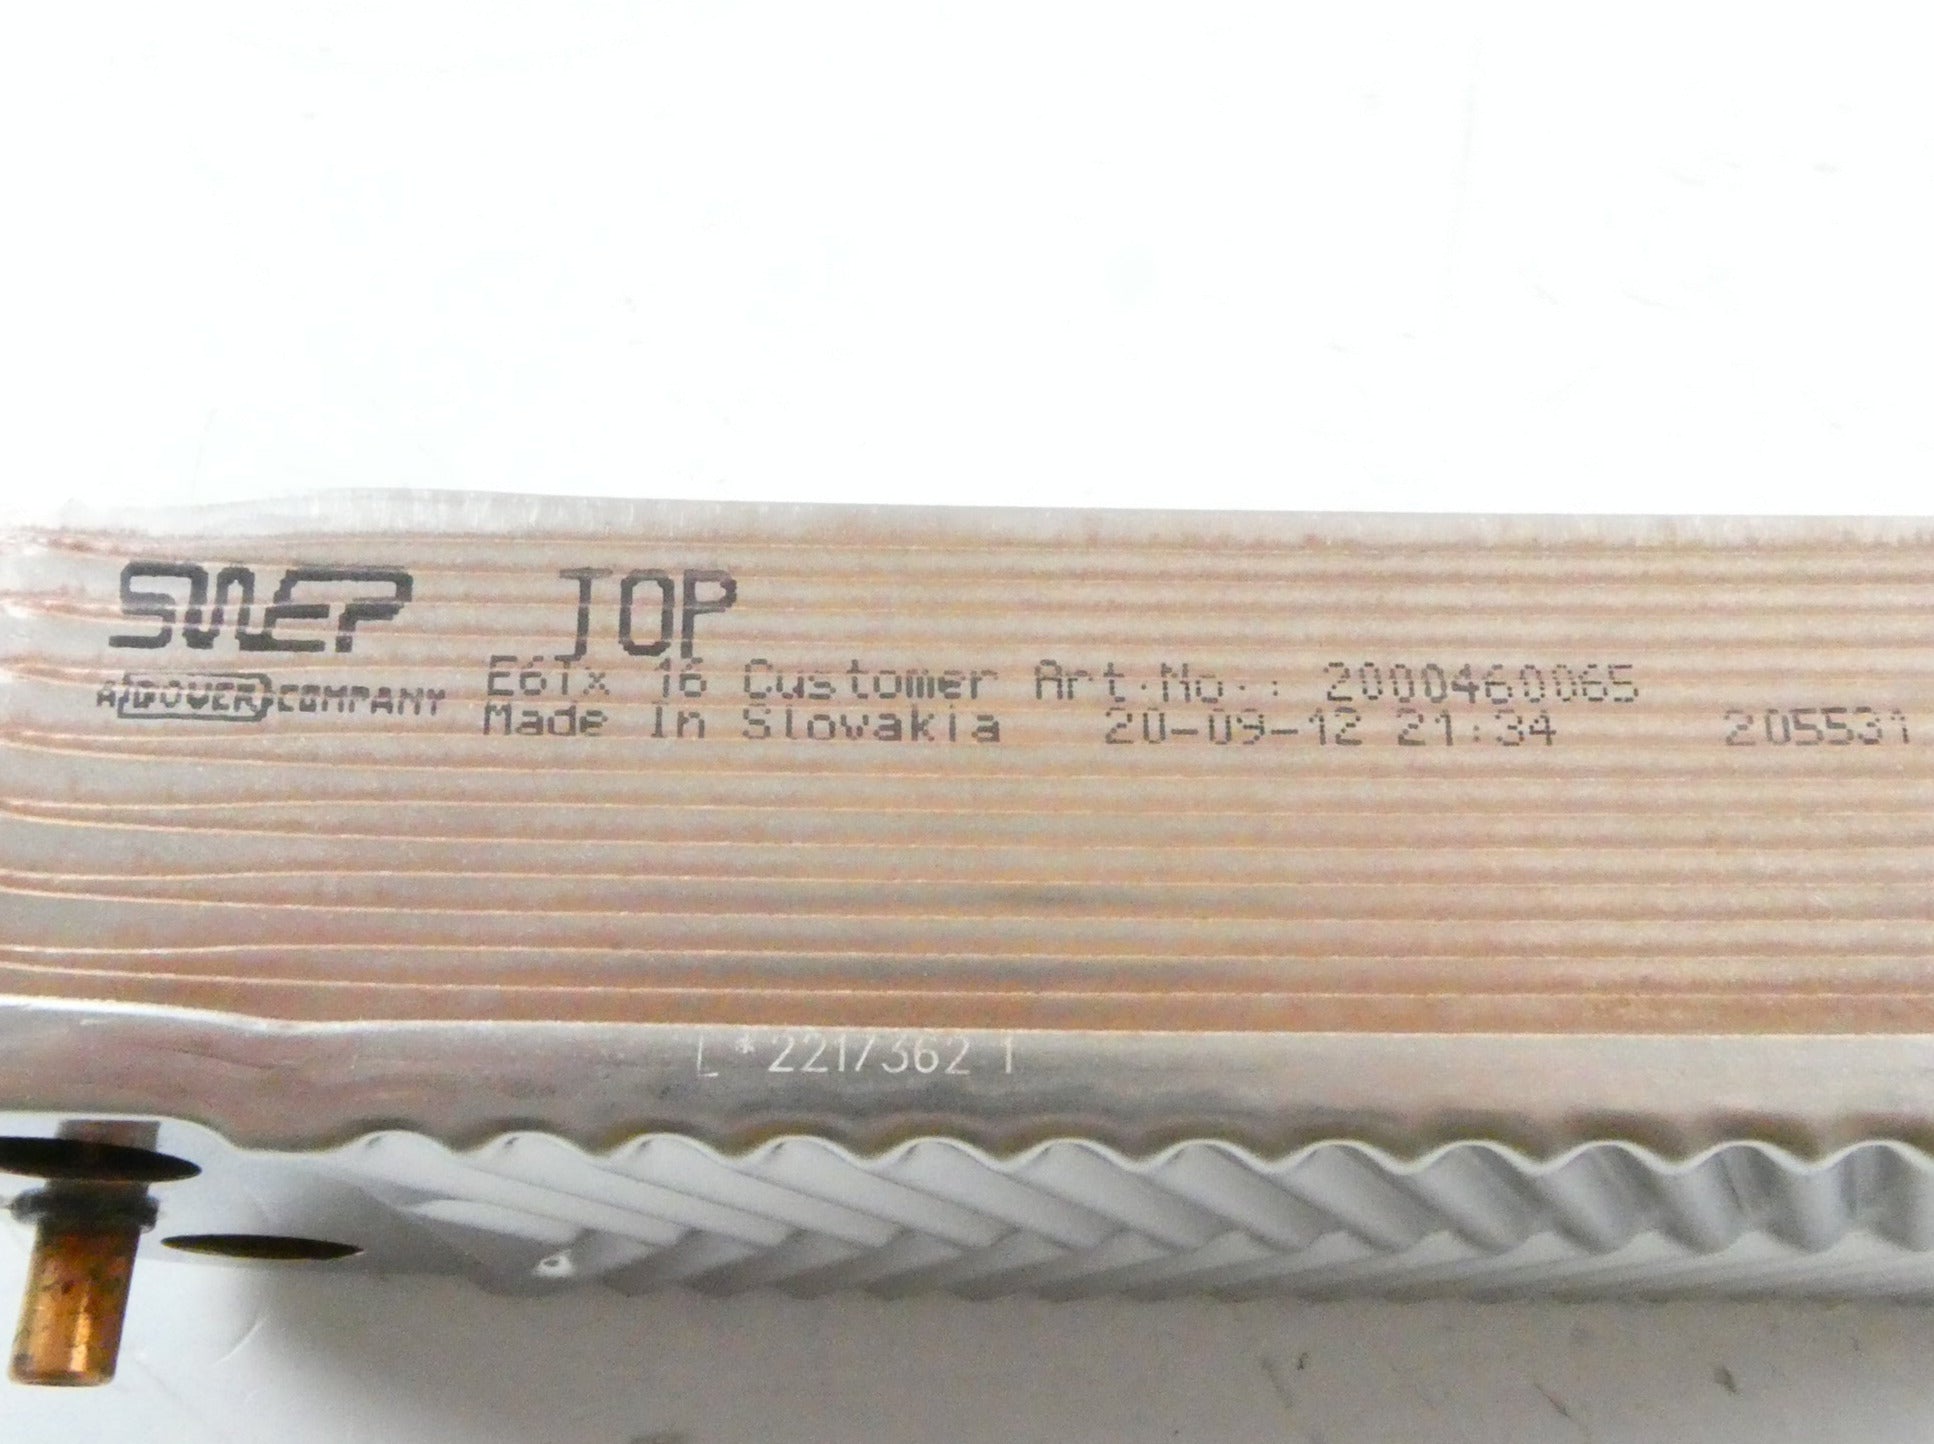 SWEP TOP
A DOVER COMPANY
E6Tx 16 Customer Art.No.: 2000460065
Made In Slovakia 20-09-12 21:34 205531
L * 2217362 1